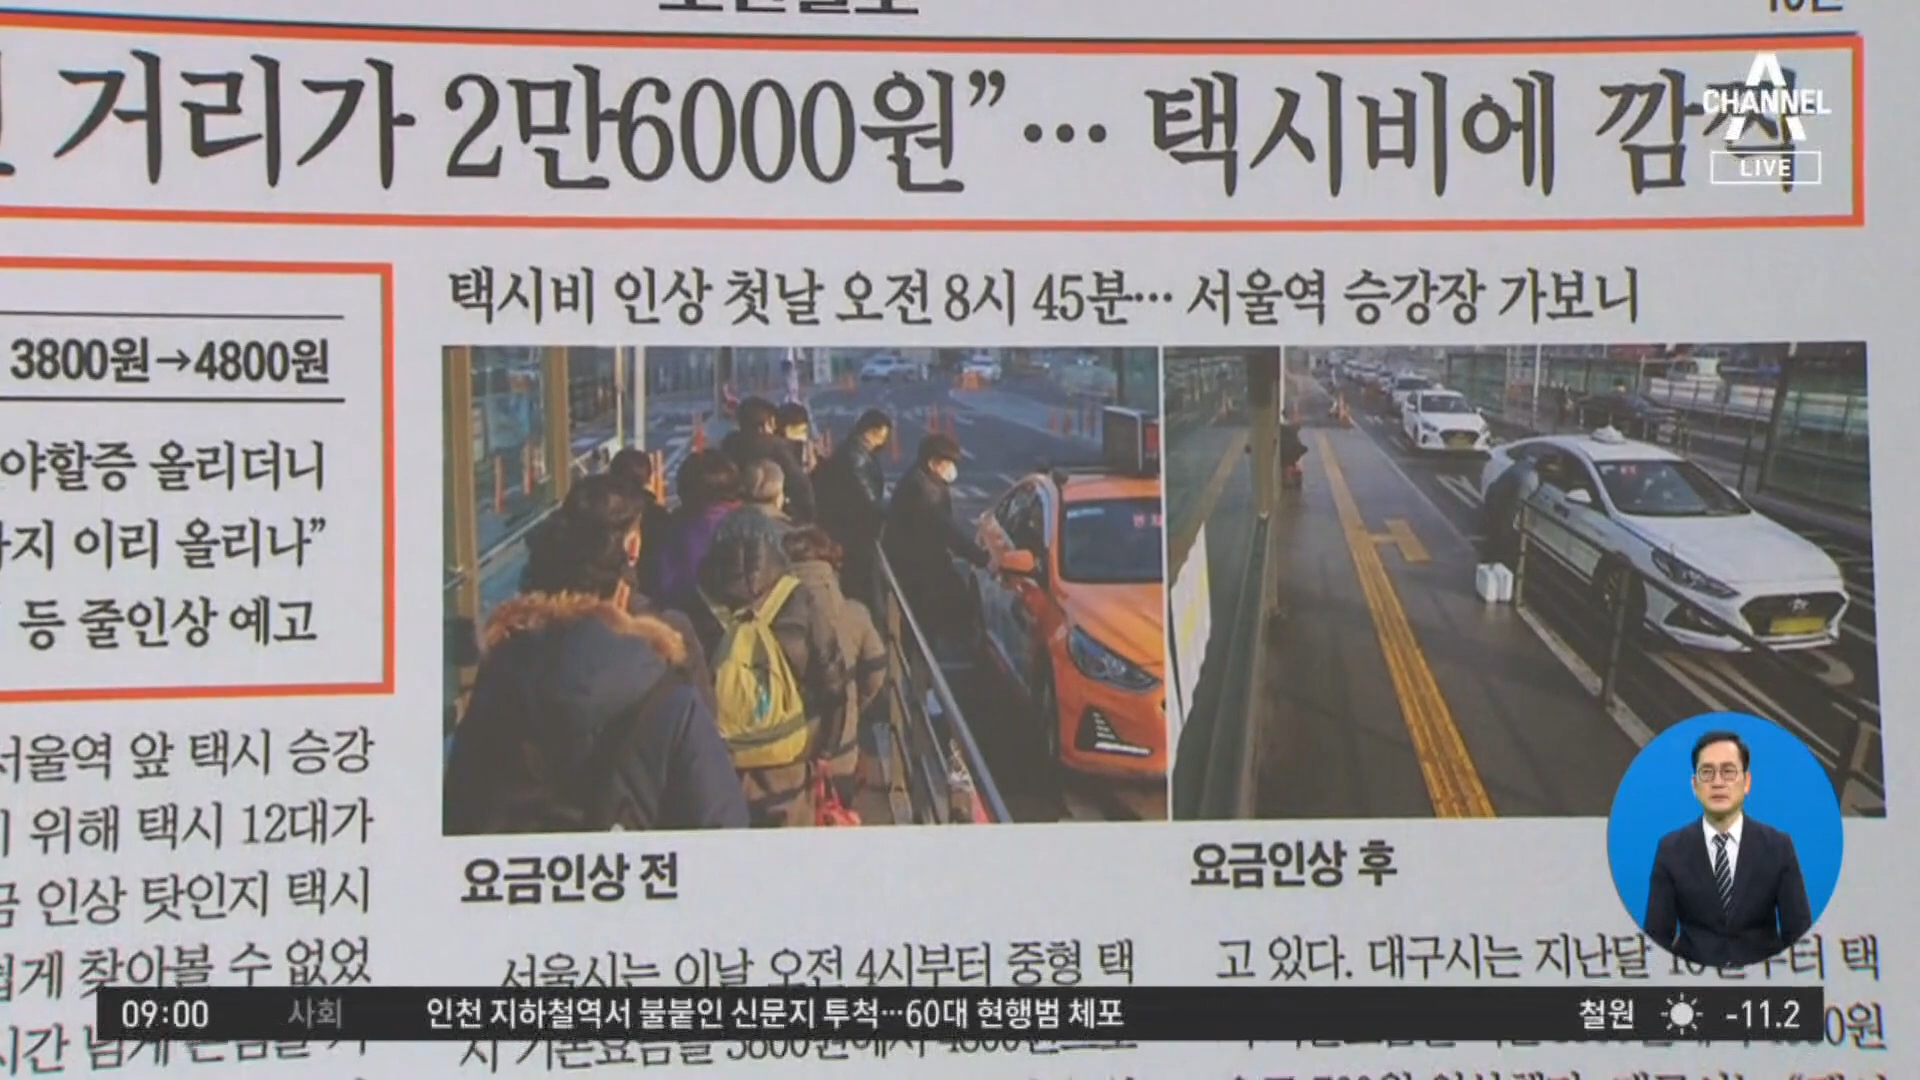 거리가 2만6000원”… 택시비에 깜짝
CHANNEL A
LIVE
택시비 인상 첫날 오전 8시 45분… 서울역 승강장 가보니
3800원→4800원
야할증 올리더니
이리 올리나”
등 줄인상 예고
요금인상 전
요금인상 후
서울역 앞 택시 승강
위해 택시 12대가
인상 탓인지 택시
찾아볼 수 없었
서울시는 이날 오전 4시부터 중형 택
고 있다. 대구시는 지난달 택
09:00 사회 인천 지하철역서 불붙인 신문지 투척…60대 현행범 체포 철원 -11.2